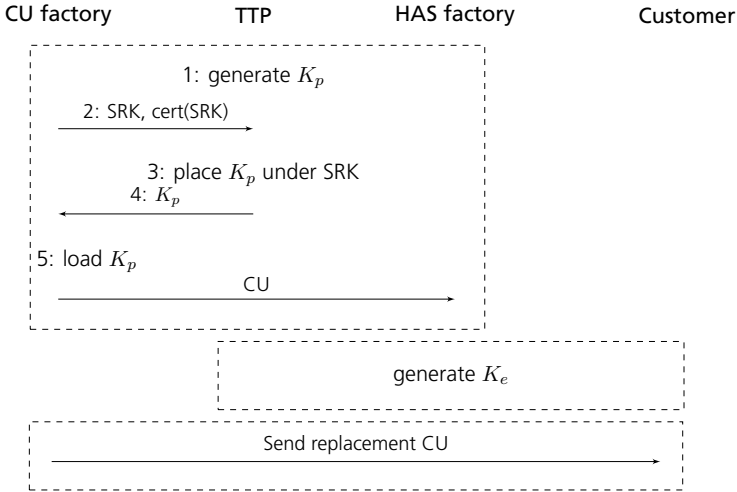 CU factory TTP HAS factory Customer
1: generate K_p
2: SRK, cert(SRK)
3: place K_p under SRK
4: K_p
5: load K_p
CU
generate K_e
Send replacement CU